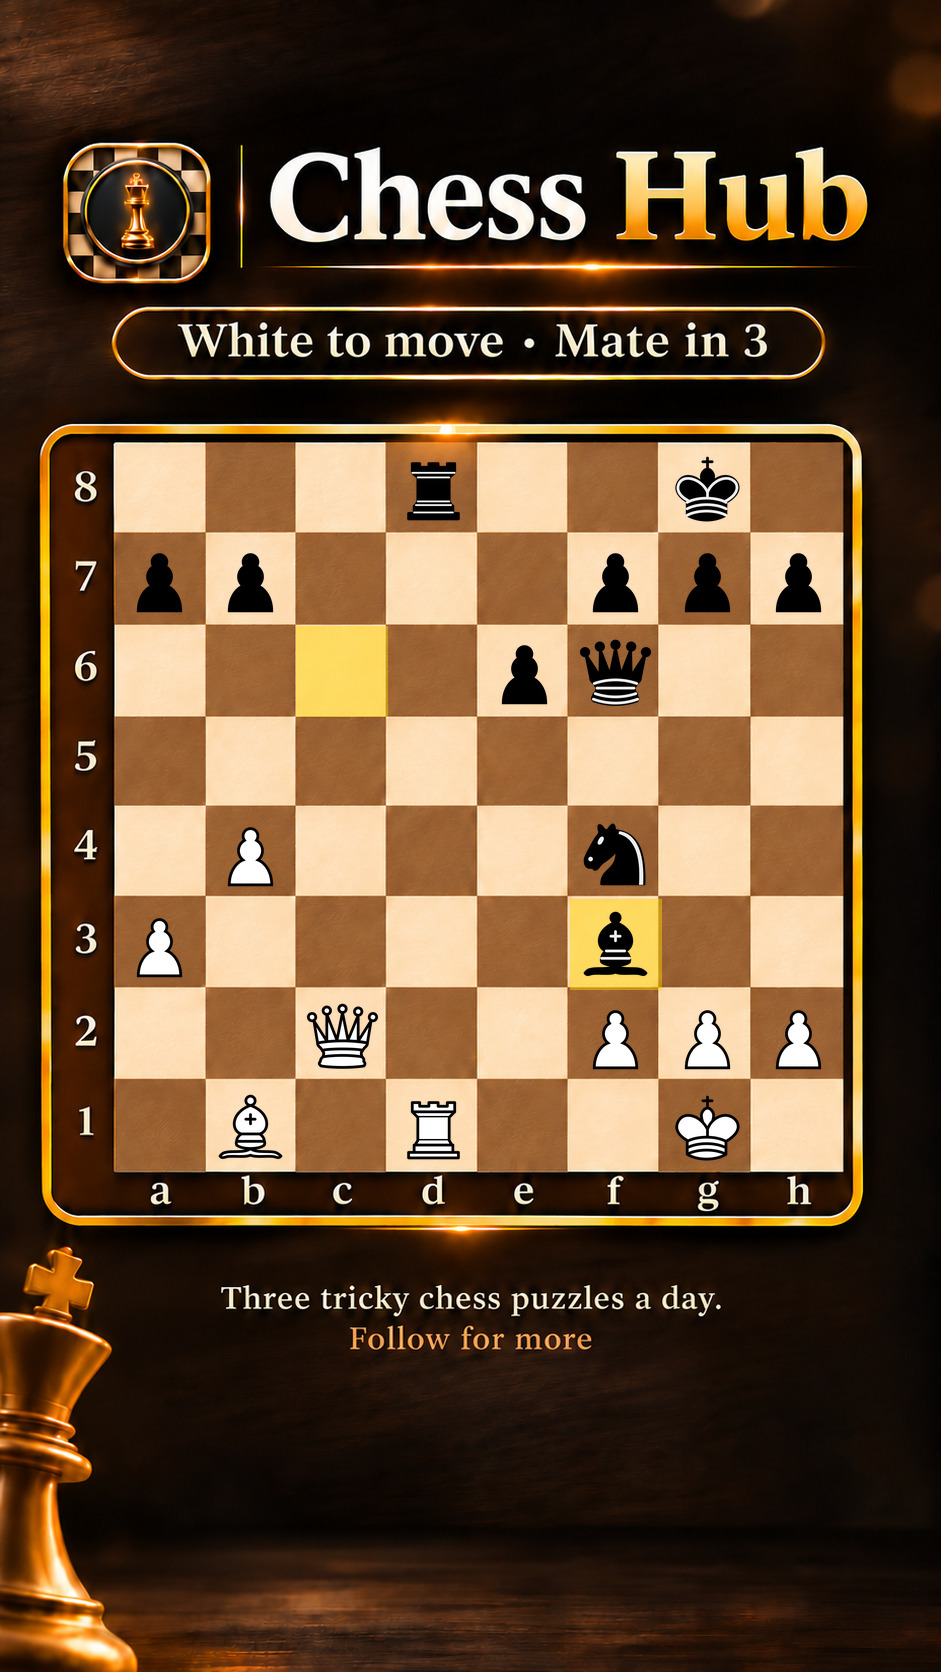 Chess Hub
White to move • Mate in 3
8
7
6
5
4
3
2
1
a b c d e f g h
Three tricky chess puzzles a day.
Follow for more